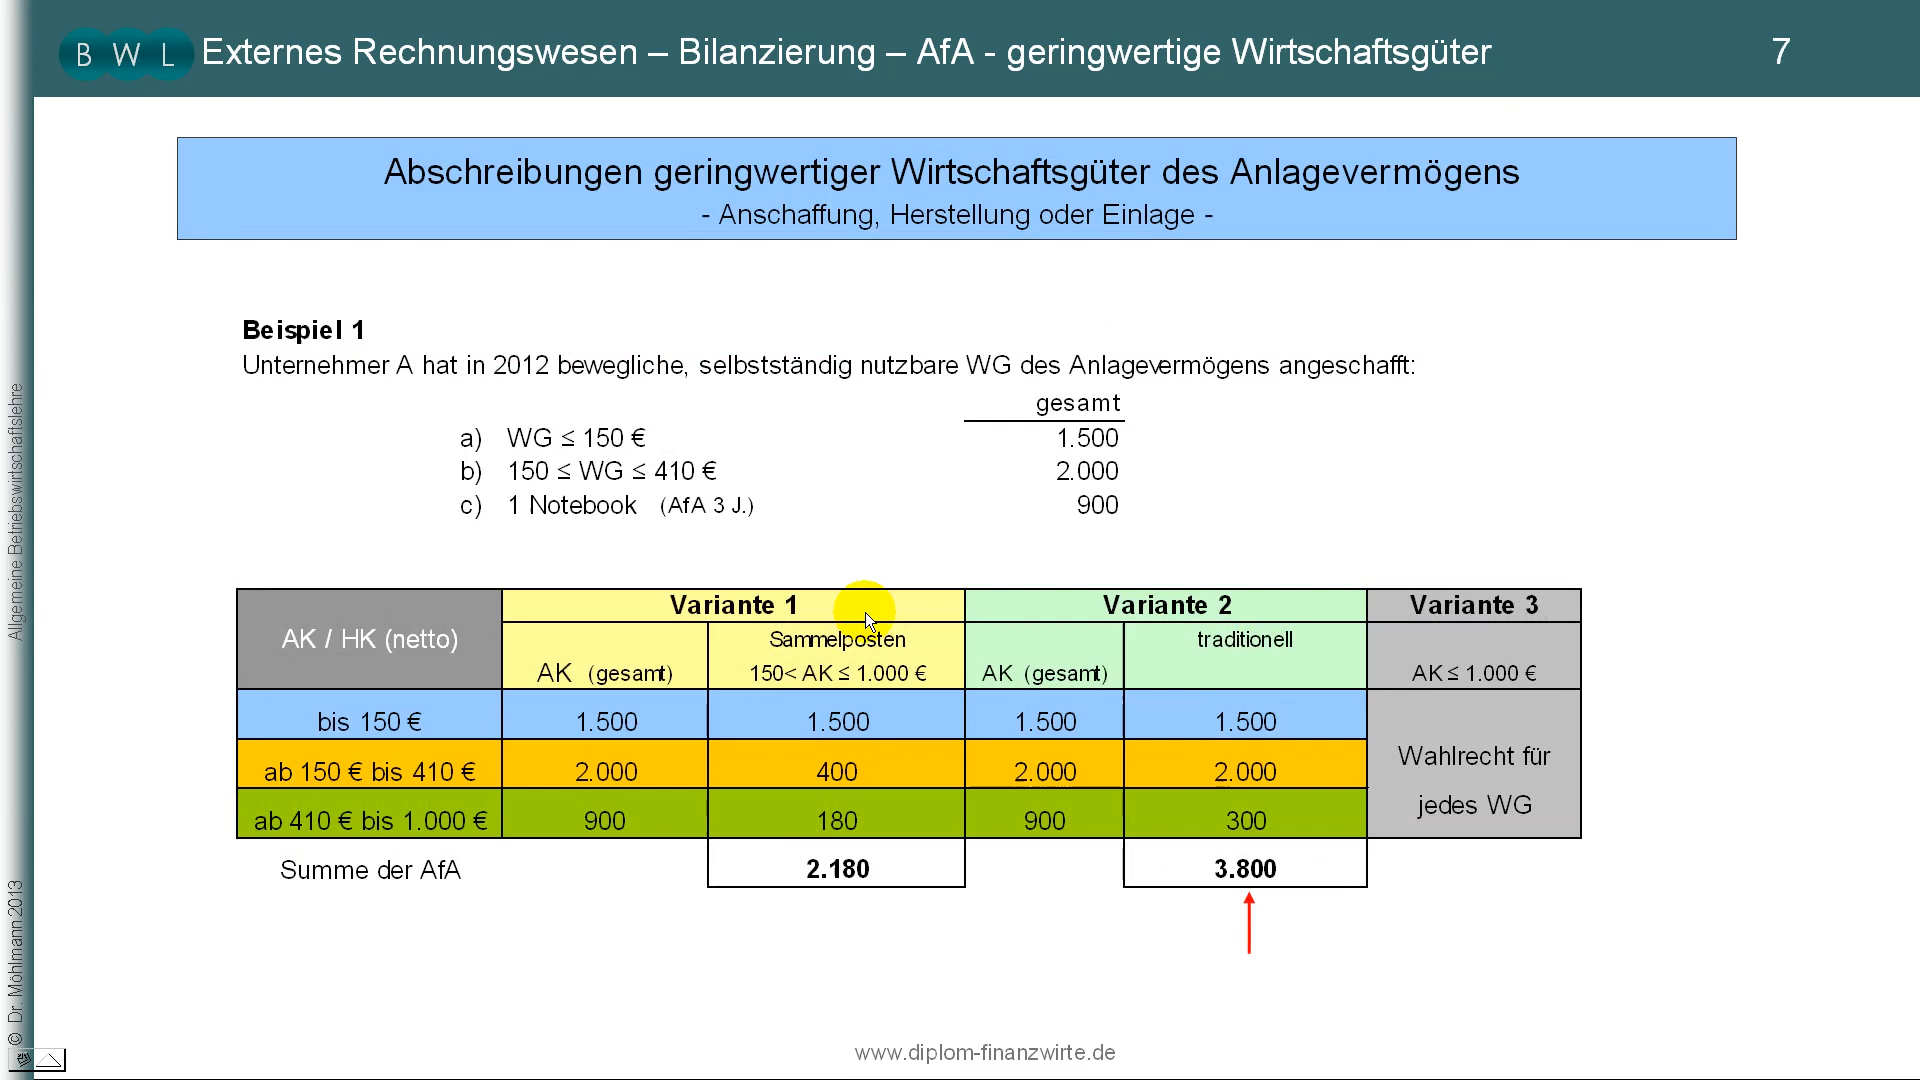 B W L Externes Rechnungswesen – Bilanzierung – AfA - geringwertige Wirtschaftsgüter 7
Abschreibungen geringwertiger Wirtschaftsgüter des Anlagevermögens
- Anschaffung, Herstellung oder Einlage -
Beispiel 1
Unternehmer A hat in 2012 bewegliche, selbstständig nutzbare WG des Anlagevermögens angeschafft:
gesamt
a) WG ≤ 150 € 1.500
b) 150 ≤ WG ≤ 410 € 2.000
c) 1 Notebook (AfA 3 J.) 900
AK / HK (netto) Variante 1 Variante 2 Variante 3
Sammelposten traditionell
AK (gesamt) 150< AK ≤ 1.000 € AK (gesamt) AK ≤ 1.000 €
bis 150 € 1.500 1.500 1.500 1.500
ab 150 € bis 410 € 2.000 400 2.000 2.000
Wahlrecht für
jedes WG
ab 410 € bis 1.000 € 900 180 900 300
Summe der AfA 2.180 3.800
www.diplom-finanzwirte.de
Allgemeine Betriebswirtschaftslehre
© Dr. Möhlmann 2013